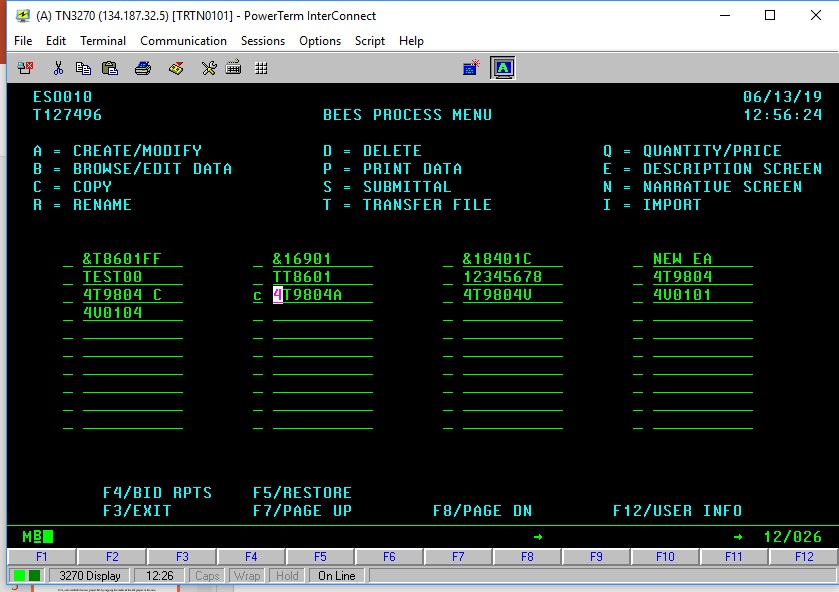 (A) TN3270 (134.187.32.5) [TRTN0101] - PowerTerm InterConnect
File Edit Terminal Communication Sessions Options Script Help
ESO010 06/13/19
T127496 BEES PROCESS MENU 12:56:24
A = CREATE/MODIFY D = DELETE Q = QUANTITY/PRICE
B = BROWSE/EDIT DATA P = PRINT DATA E = DESCRIPTION SCREEN
C = COPY S = SUBMITTAL N = NARRATIVE SCREEN
R = RENAME T = TRANSFER FILE I = IMPORT
_ &T8601FF _ &16901 _ &18401C _ NEW EA
_ TEST00 _ TT8601 _ 12345678 _ 4T9804
_ 4T9804 C c 4T9804A _ 4T9804V _ 4V0101
_ 4V0104
F4/BID RPTS F5/RESTORE
F3/EXIT F7/PAGE UP F8/PAGE DN F12/USER INFO
MB → → 12/026
F1 F2 F3 F4 F5 F6 F7 F8 F9 F10 F11 F12
3270 Display 12:26 Caps Wrap Hold On Line